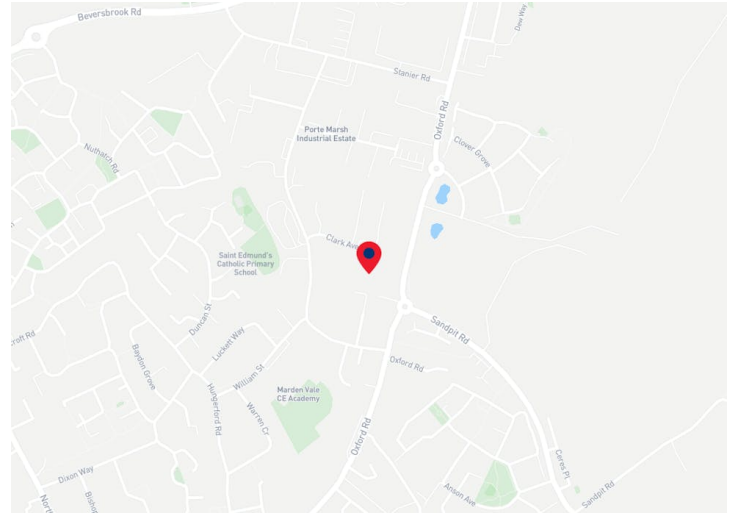 Beversbrook Rd
Dew Way
Stanier Rd
Oxford Rd
Porte Marsh
Industrial Estate
Clover Grove
Nuthatch Rd
Clark Ave
Saint Edmund's
Catholic Primary
School
Duncan St
Sandpit Rd
Luckett Way
Baydon Grove
William St
Oxford Rd
Hungerford Rd
Marden Vale
CE Academy
Warren Cr
Oxford Rd
Ceres Pl
Dixon Way
Anson Ave
Sandpit Rd